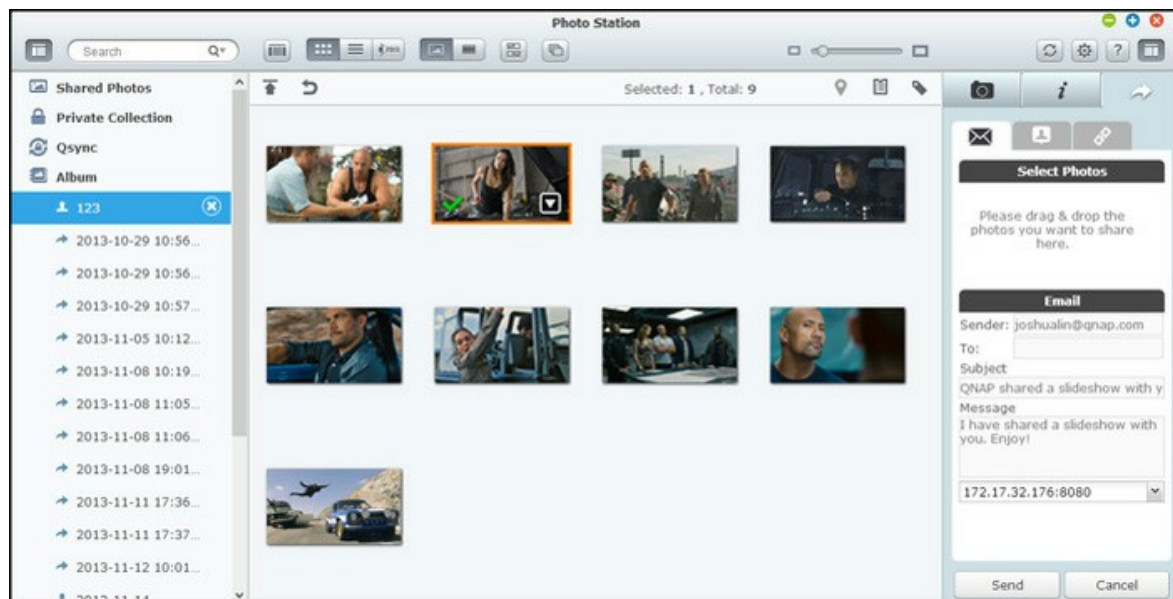 Photo Station
Search
Selected: 1 , Total: 9
Shared Photos
Private Collection
Qsync
Album
123
2013-10-29 10:56...
2013-10-29 10:56...
2013-10-29 10:57...
2013-11-05 10:12...
2013-11-08 10:19...
2013-11-08 11:05...
2013-11-08 11:06...
2013-11-08 19:01...
2013-11-11 17:36...
2013-11-11 17:37...
2013-11-12 10:01...
2013-11-14
Select Photos
Please drag & drop the
photos you want to share
here.
Email
Sender: joshualin@qnap.com
To:
Subject
QNAP shared a slideshow with y
Message
I have shared a slideshow with
you. Enjoy!
172.17.32.176:8080
Send
Cancel